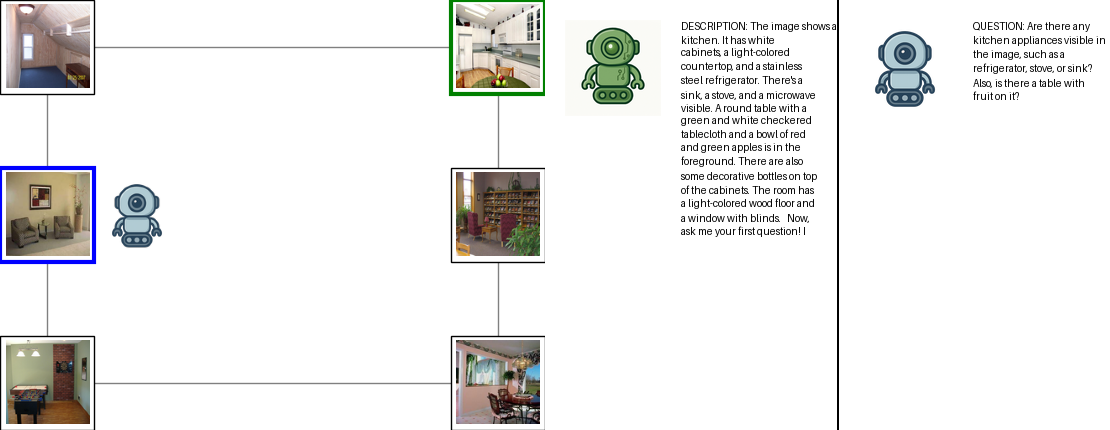 DESCRIPTION: The image shows a
kitchen. It has white
cabinets, a light-colored
countertop, and a stainless
steel refrigerator. There's a
sink, a stove, and a microwave
visible. A round table with a
green and white checkered
tablecloth and a bowl of red
and green apples is in the
foreground. There are also
some decorative bottles on top
of the cabinets. The room has
a light-colored wood floor and
a window with blinds. Now,
ask me your first question! I
QUESTION: Are there any
kitchen appliances visible in
the image, such as a
refrigerator, stove, or sink?
Also, is there a table with
fruit on it?